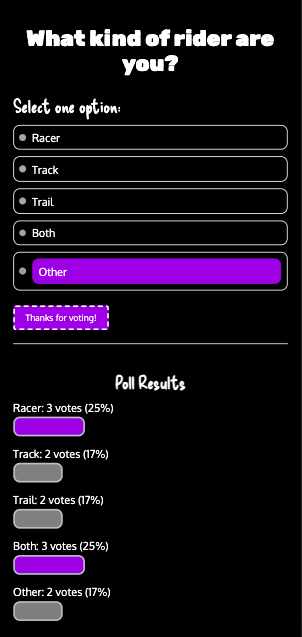 What kind of rider are
you?
Select one option:
Racer
Track
Trail
Both
Other
Thanks for voting!
Poll Results
Racer: 3 votes (25%)
Track: 2 votes (17%)
Trail: 2 votes (17%)
Both: 3 votes (25%)
Other: 2 votes (17%)